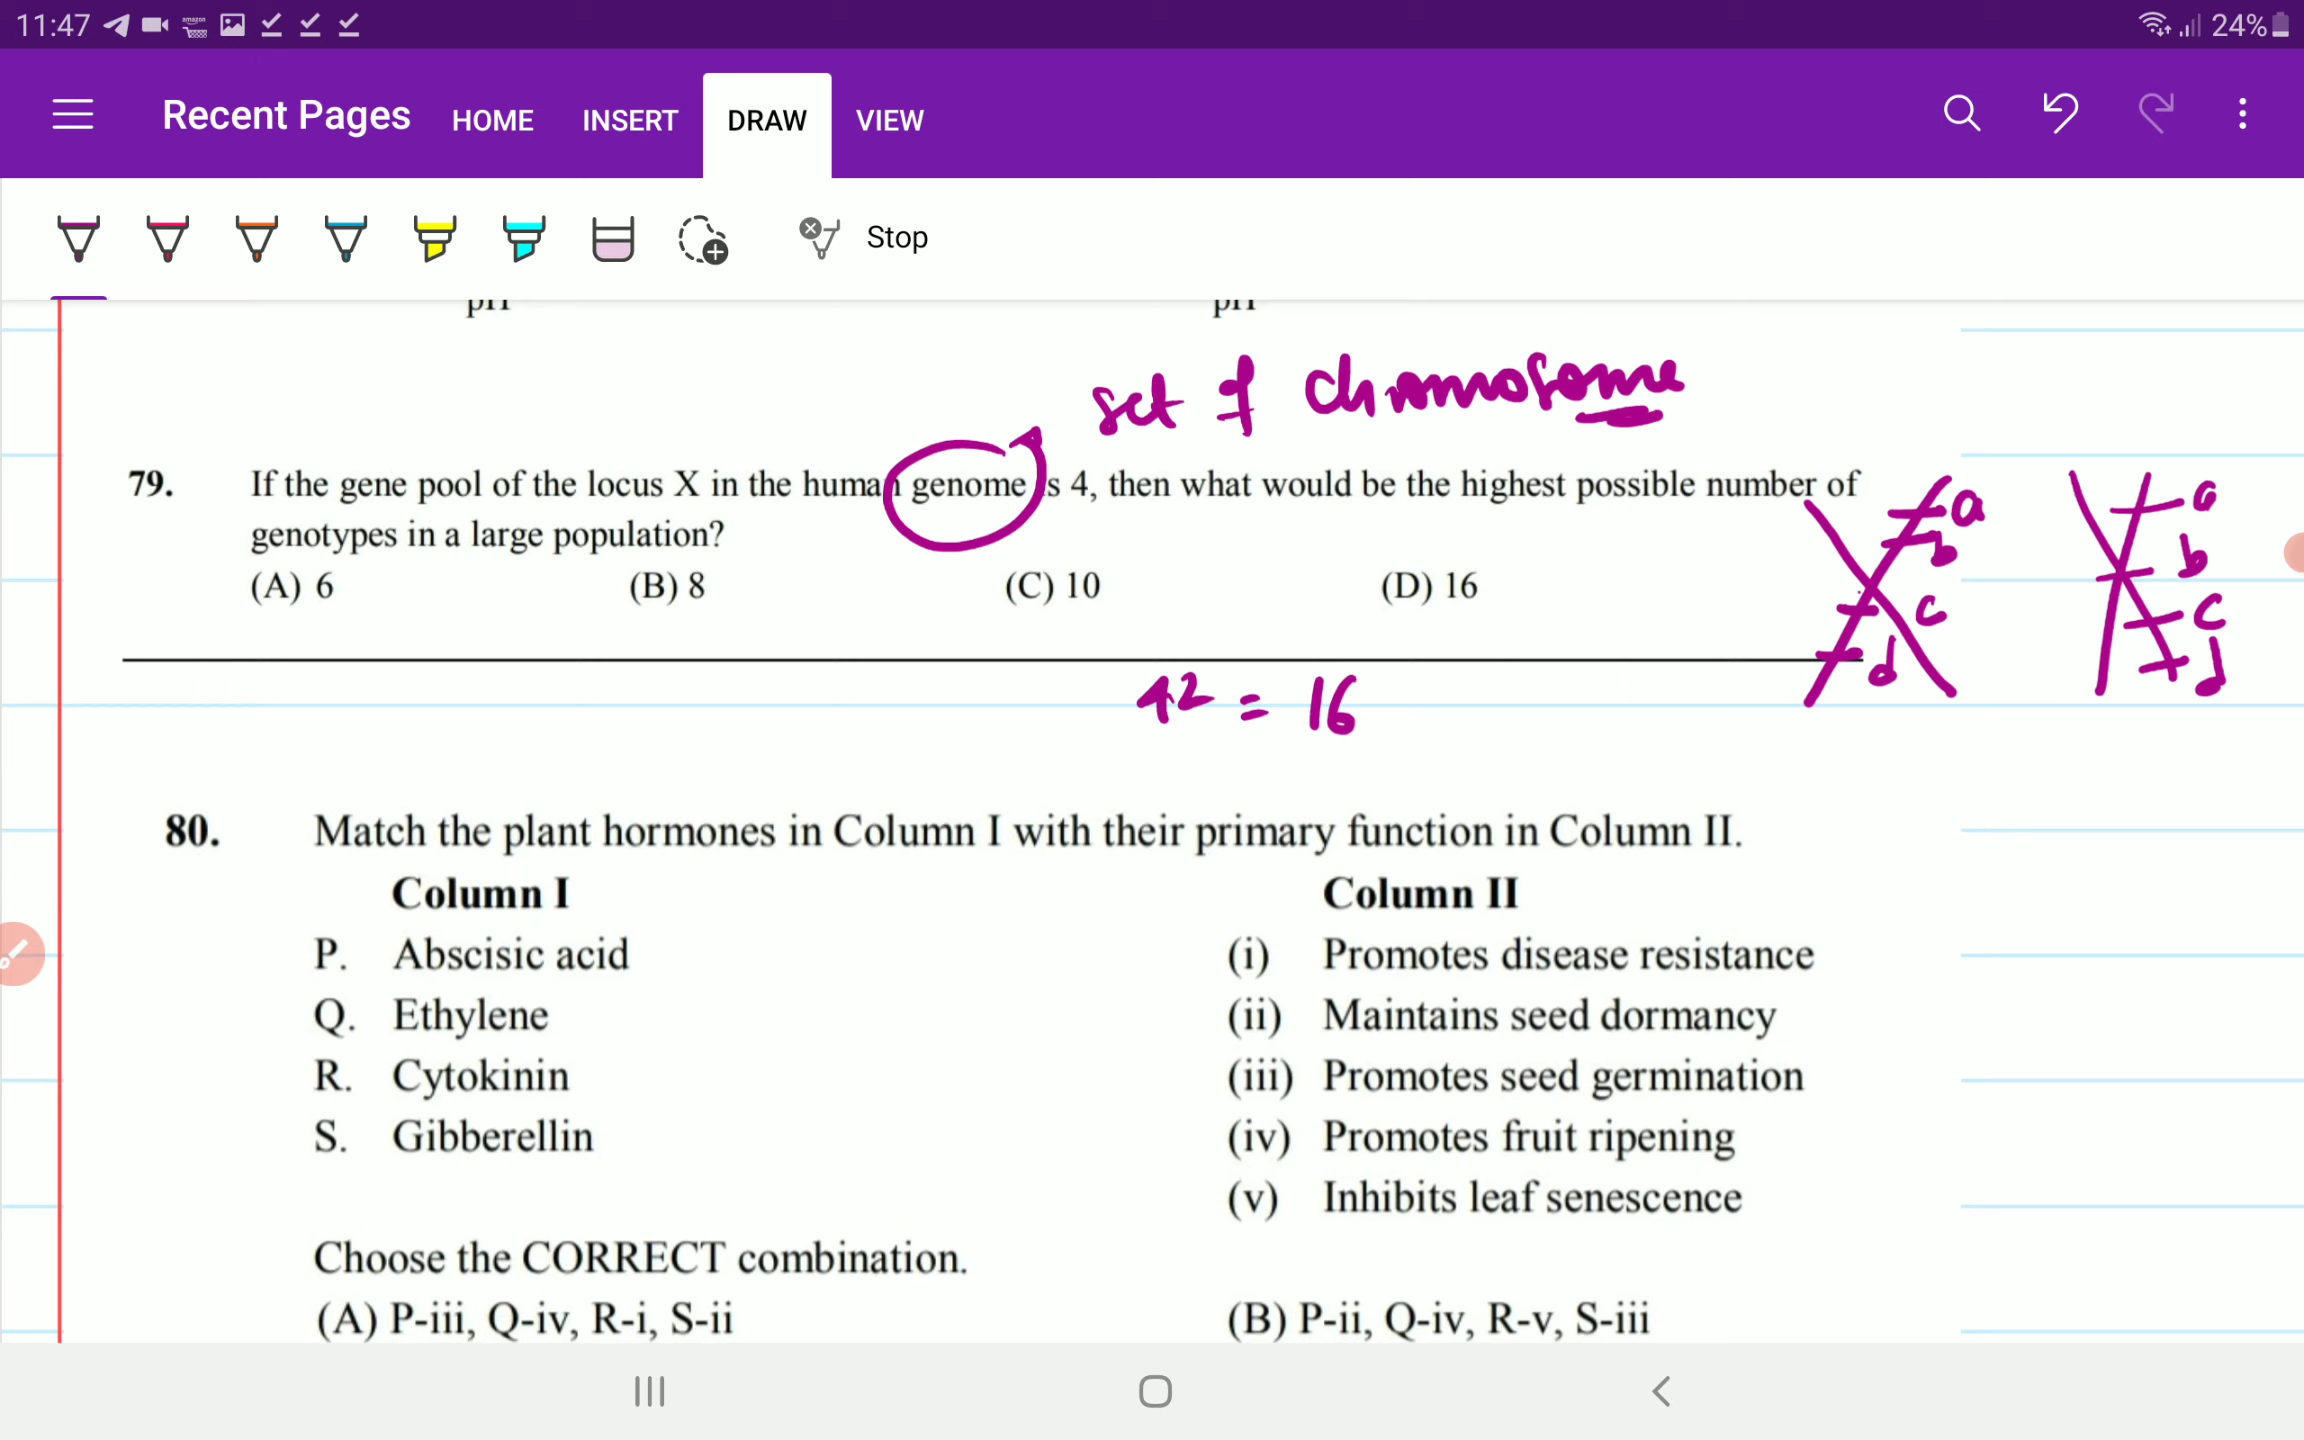 11:47 24%
Recent Pages HOME INSERT DRAW VIEW
Stop
pH pH
set of chromosome
79. If the gene pool of the locus X in the human genome is 4, then what would be the highest possible number of
genotypes in a large population?
(A) 6 (B) 8 (C) 10 (D) 16
a
b
c
d
a
b
c
d
4² = 16
80. Match the plant hormones in Column I with their primary function in Column II.
Column I Column II
P. Abscisic acid (i) Promotes disease resistance
Q. Ethylene (ii) Maintains seed dormancy
R. Cytokinin (iii) Promotes seed germination
S. Gibberellin (iv) Promotes fruit ripening
(v) Inhibits leaf senescence
Choose the CORRECT combination.
(A) P-iii, Q-iv, R-i, S-ii (B) P-ii, Q-iv, R-v, S-iii